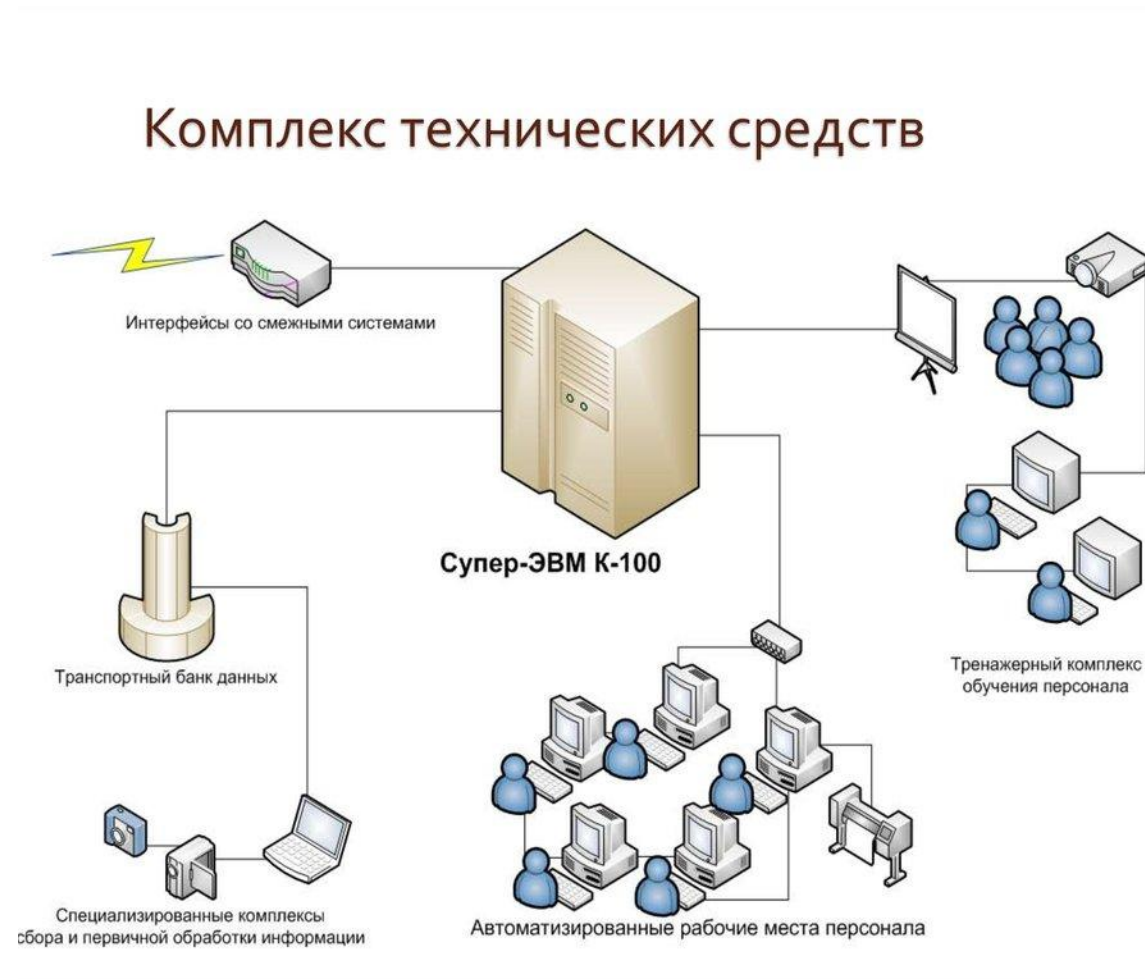 Комплекс технических средств
Интерфейсы со смежными системами
Супер-ЭВМ К-100
Транспортный банк данных
Тренажерный комплекс
обучения персонала
Специализированные комплексы
сбора и первичной обработки информации
Автоматизированные рабочие места персонала